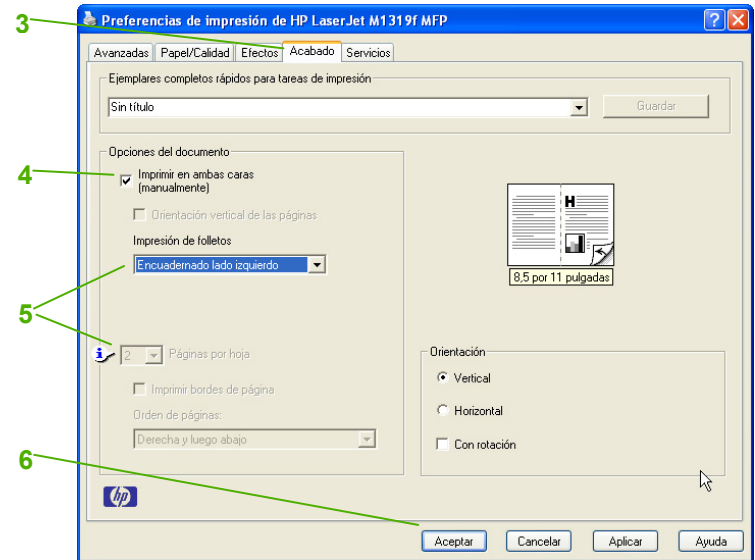 3
Preferencias de impresión de HP LaserJet M1319f MFP
Avanzadas Papel/Calidad Efectos Acabado Servicios
Ejemplares completos rápidos para tareas de impresión
Sin título
Guardar
Opciones del documento
4
Imprimir en ambas caras
(manualmente)
Orientación vertical de las páginas
Impresión de folletos
Encuadernado lado izquierdo
H
8,5 por 11 pulgadas
5
2 Páginas por hoja
Imprimir bordes de página
Orden de páginas:
Derecha y luego abajo
Orientación
Vertical
Horizontal
Con rotación
6
hp
Aceptar Cancelar Aplicar Ayuda